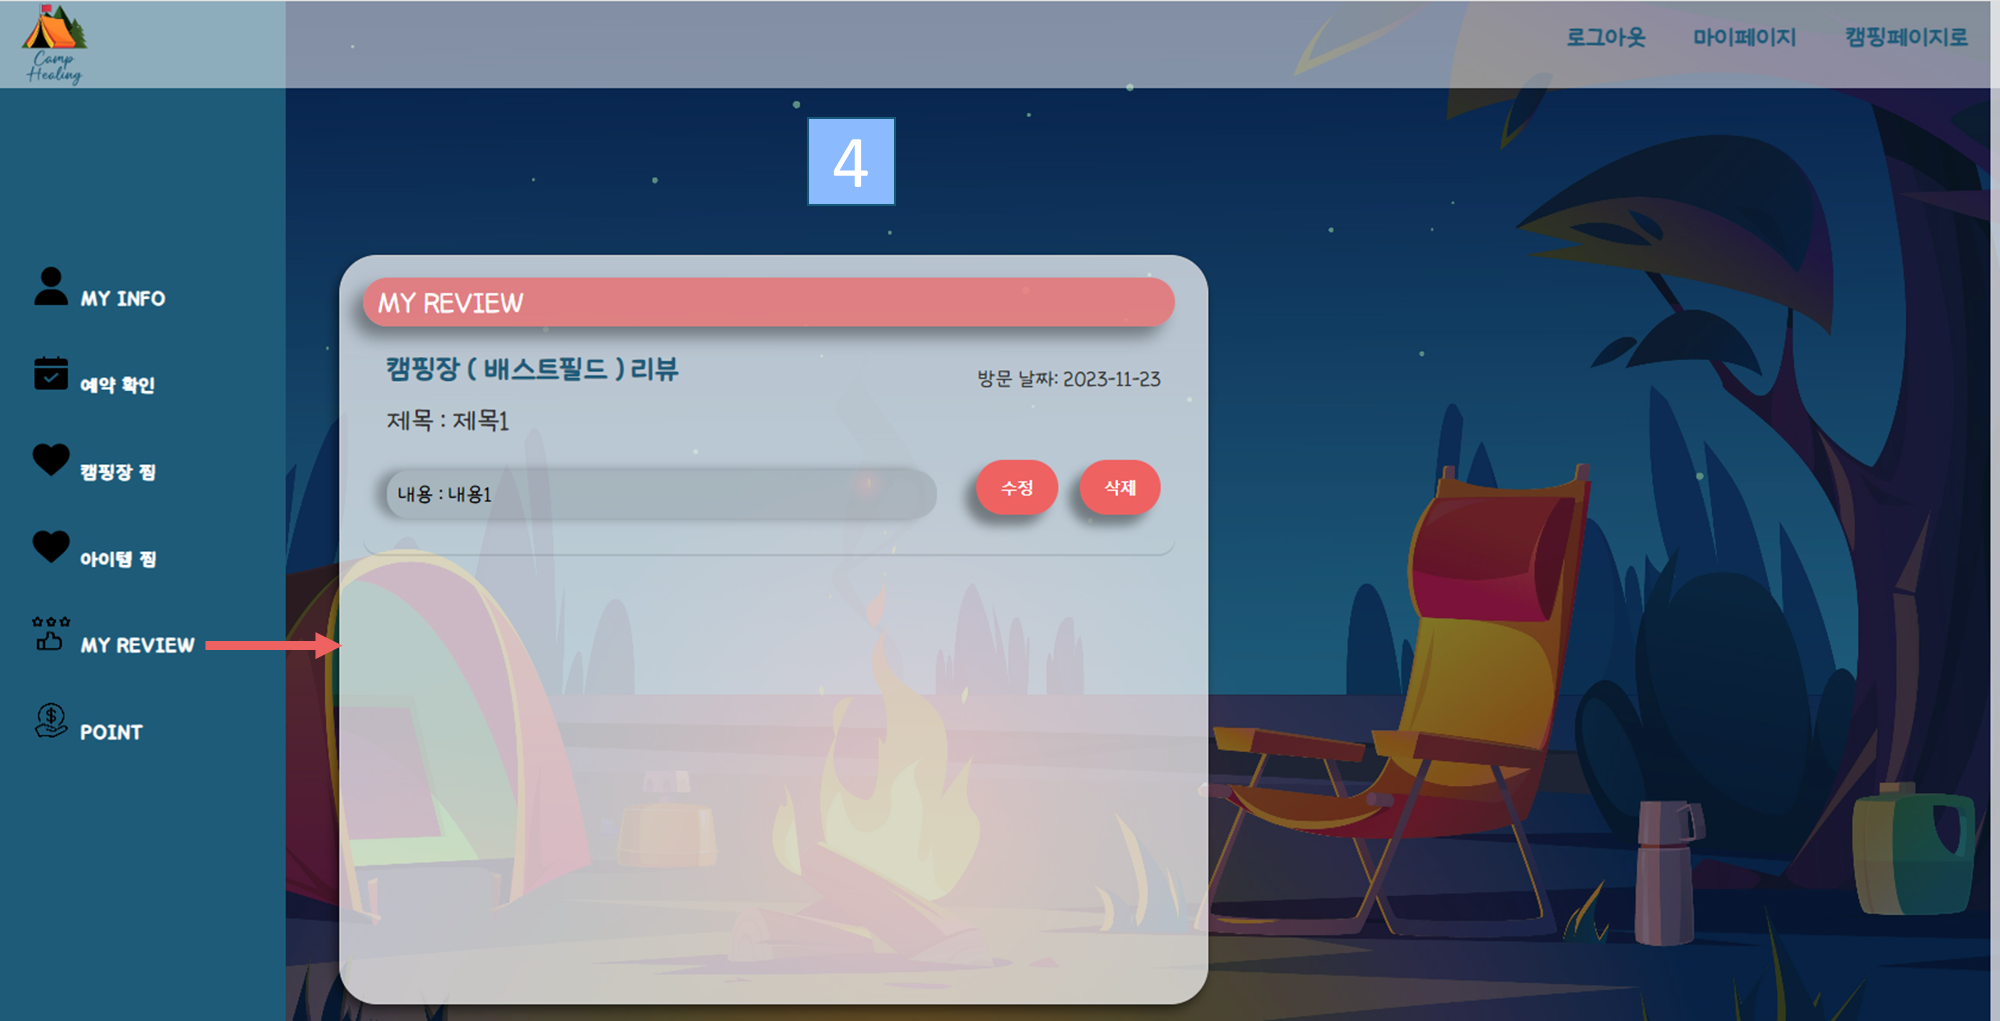 Camp
Healing
로그아웃 마이페이지 캠핑페이지로
4
MY INFO
예약 확인
캠핑장 찜
아이템 찜
MY REVIEW
POINT
MY REVIEW
캠핑장 ( 배스트필드 ) 리뷰
방문 날짜: 2023-11-23
제목 : 제목1
내용 : 내용1
수정 삭제